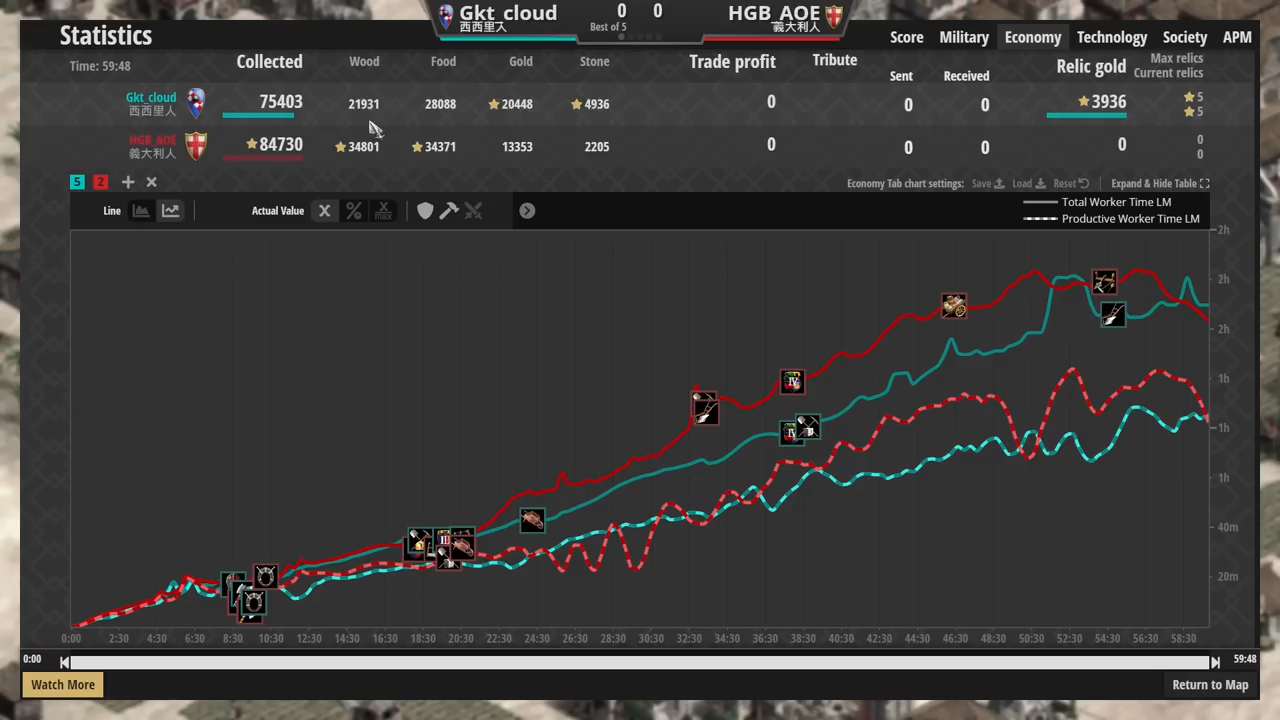 Gkt_cloud
西西里人
0 0
Best of 5
HGB_AOE
義大利人
Statistics
Score Military Economy Technology Society APM
Time: 59:48
Collected Wood Food Gold Stone Trade profit Tribute Sent Received Relic gold Max relics
Current relics
Gkt_cloud
西西里人
75403 21931 28088 20448 4936 0 0 0 3936 5
5
HGB_AOE
義大利人
84730 34801 34371 13353 2205 0 0 0 0 0
0
5 2
Economy Tab chart settings: Save Load Reset Expand & Hide Table
Line Actual Value X % X/max
Total Worker Time LM
Productive Worker Time LM
2h
2h
2h
1h
1h
1h
40m
20m
0:00 2:30 4:30 6:30 8:30 10:30 12:30 14:30 16:30 18:30 20:30 22:30 24:30 26:30 28:30 30:30 32:30 34:30 36:30 38:30 40:30 42:30 44:30 46:30 48:30 50:30 52:30 54:30 56:30 58:30
0:00 59:48
Watch More
Return to Map